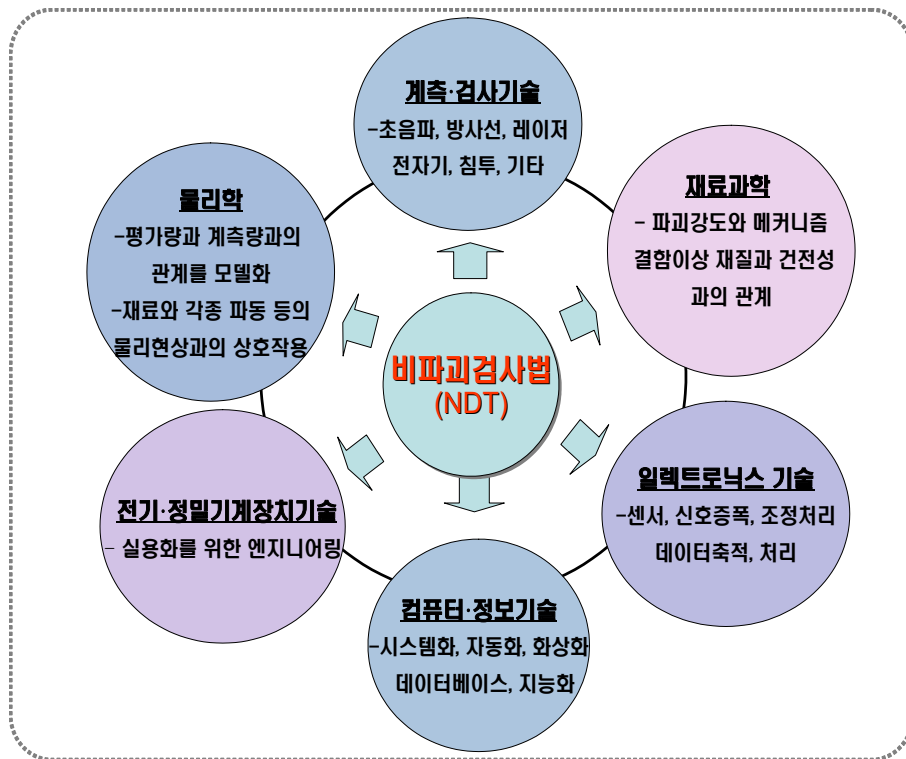 계측·검사기술
-초음파, 방사선, 레이저
전자기, 침투, 기타
재료과학
- 파괴강도와 메커니즘
결함이상 재질과 건전성
과의 관계
물리학
-평가량과 계측량과의
관계를 모델화
-재료와 각종 파동 등의
물리현상과의 상호작용
비파괴검사법
(NDT)
일렉트로닉스 기술
-센서, 신호증폭, 조정처리
데이터축적, 처리
전기·정밀기계장치기술
- 실용화를 위한 엔지니어링
컴퓨터·정보기술
-시스템화, 자동화, 화상화
데이터베이스, 지능화